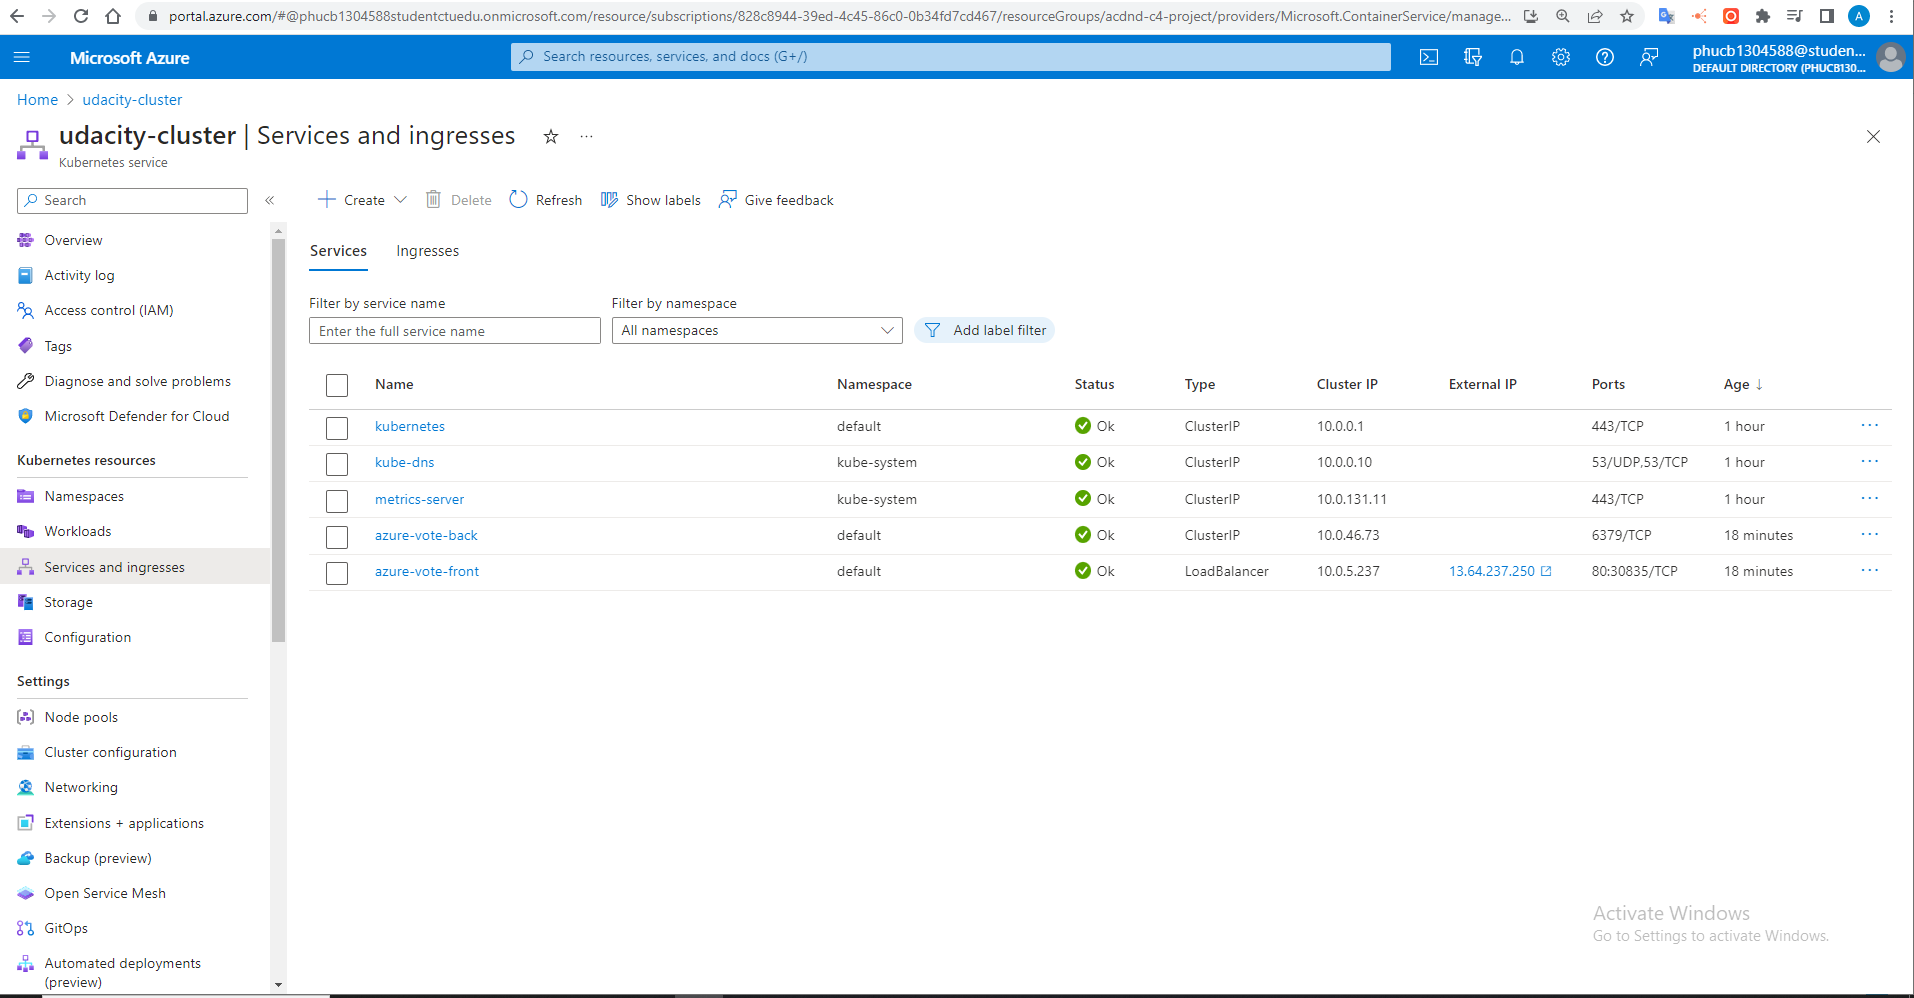 portal.azure.com/#@phucb1304588studentctuedu.onmicrosoft.com/resource/subscriptions/828c8944-39ed-4c45-86c0-0b34fd7cd467/resourceGroups/acdnd-c4-project/providers/Microsoft.ContainerService/manage...
A
Microsoft Azure
Search resources, services, and docs (G+/)
phucb1304588@studen...
DEFAULT DIRECTORY (PHUCB130...
Home > udacity-cluster
udacity-cluster | Services and ingresses
Kubernetes service
Search
Create
Delete
Refresh
Show labels
Give feedback
Overview
Activity log
Access control (IAM)
Tags
Diagnose and solve problems
Microsoft Defender for Cloud
Kubernetes resources
Namespaces
Workloads
Services and ingresses
Storage
Configuration
Settings
Node pools
Cluster configuration
Networking
Extensions + applications
Backup (preview)
Open Service Mesh
GitOps
Automated deployments
(preview)
Services Ingresses
Filter by service name
Enter the full service name
Filter by namespace
All namespaces
Add label filter
Name Namespace Status Type Cluster IP External IP Ports Age ↓
kubernetes default Ok ClusterIP 10.0.0.1 443/TCP 1 hour
kube-dns kube-system Ok ClusterIP 10.0.0.10 53/UDP,53/TCP 1 hour
metrics-server kube-system Ok ClusterIP 10.0.131.11 443/TCP 1 hour
azure-vote-back default Ok ClusterIP 10.0.46.73 6379/TCP 18 minutes
azure-vote-front default Ok LoadBalancer 10.0.5.237 13.64.237.250 80:30835/TCP 18 minutes
Activate Windows
Go to Settings to activate Windows.